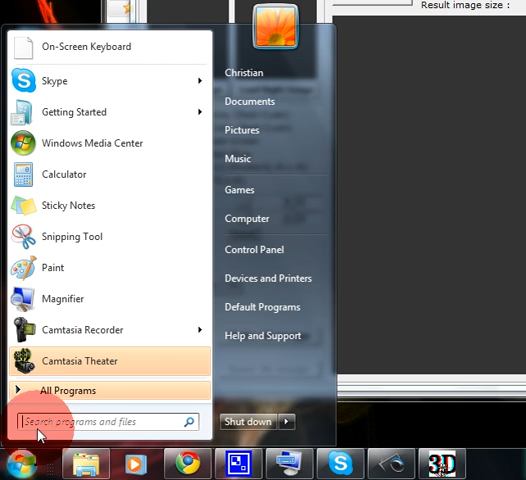 Result image size :
On-Screen Keyboard
Skype
Getting Started
Windows Media Center
Calculator
Sticky Notes
Snipping Tool
Paint
Magnifier
Camtasia Recorder
Camtasia Theater
All Programs
Search programs and files
Christian
Documents
Pictures
Music
Games
Computer
Control Panel
Devices and Printers
Default Programs
Help and Support
Shut down
3D